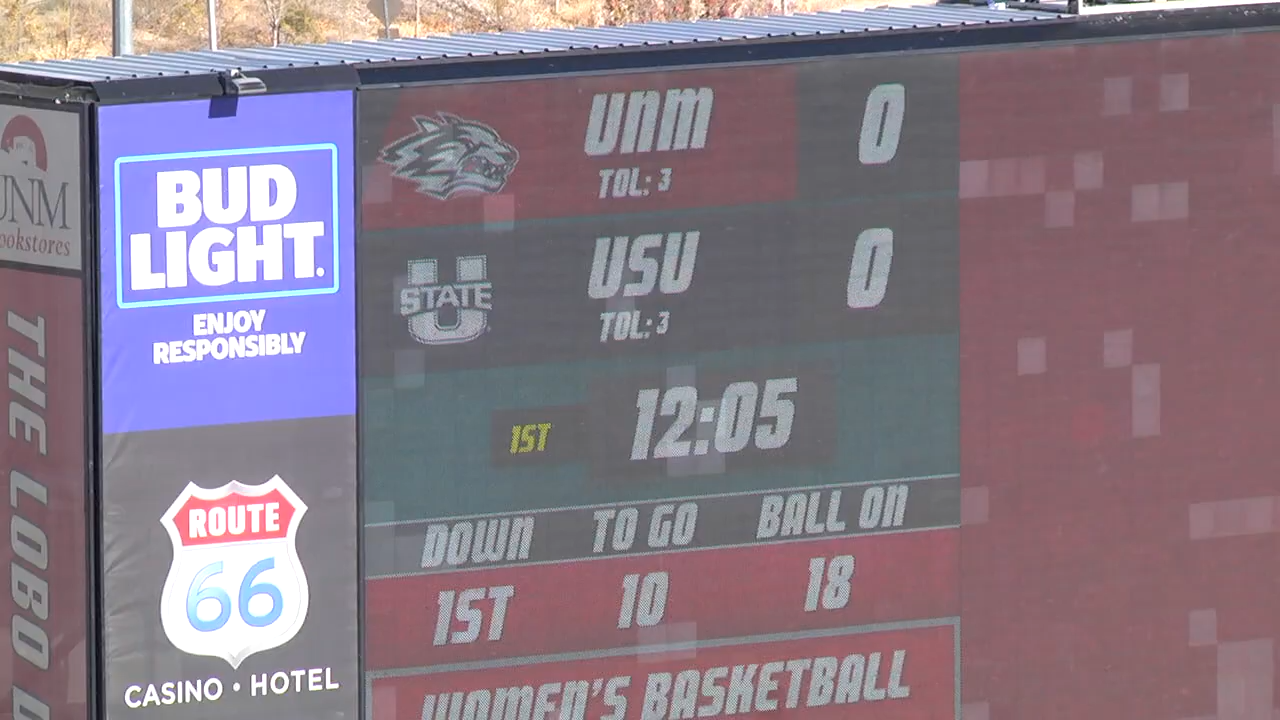 UNM
ookstores
THE LOBO
BUD
LIGHT.
ENJOY
RESPONSIBLY
ROUTE
66
CASINO • HOTEL
UNM
0
TOL: 3
STATE
USU
0
TOL: 3
1ST
12:05
DOWN TO GO BALL ON
1ST 10 18
WOMEN'S BASKETBALL